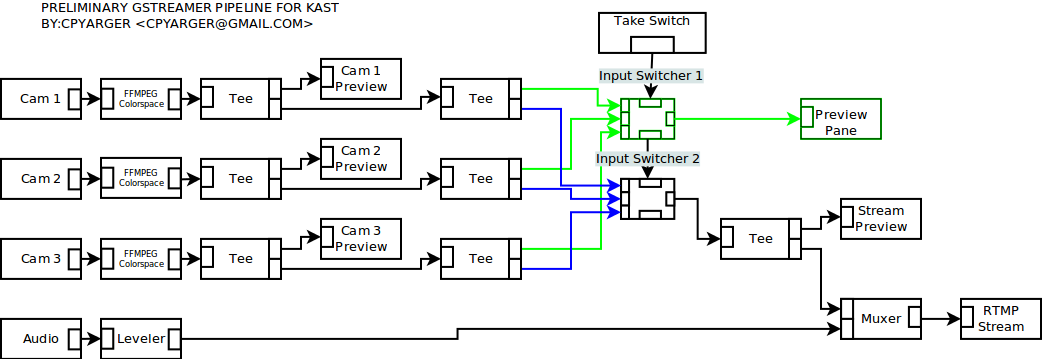 PRELIMINARY GSTREAMER PIPELINE FOR KAST
BY:CPYARGER <CPYARGER@GMAIL.COM>
Take Switch
Input Switcher 1
Cam 1
FFMPEG
Colorspace
Tee
Cam 1
Preview
Tee
Preview
Pane
Input Switcher 2
Cam 2
FFMPEG
Colorspace
Tee
Cam 2
Preview
Tee
Stream
Preview
Tee
Cam 3
FFMPEG
Colorspace
Tee
Cam 3
Preview
Tee
Audio
Leveler
Muxer
RTMP
Stream